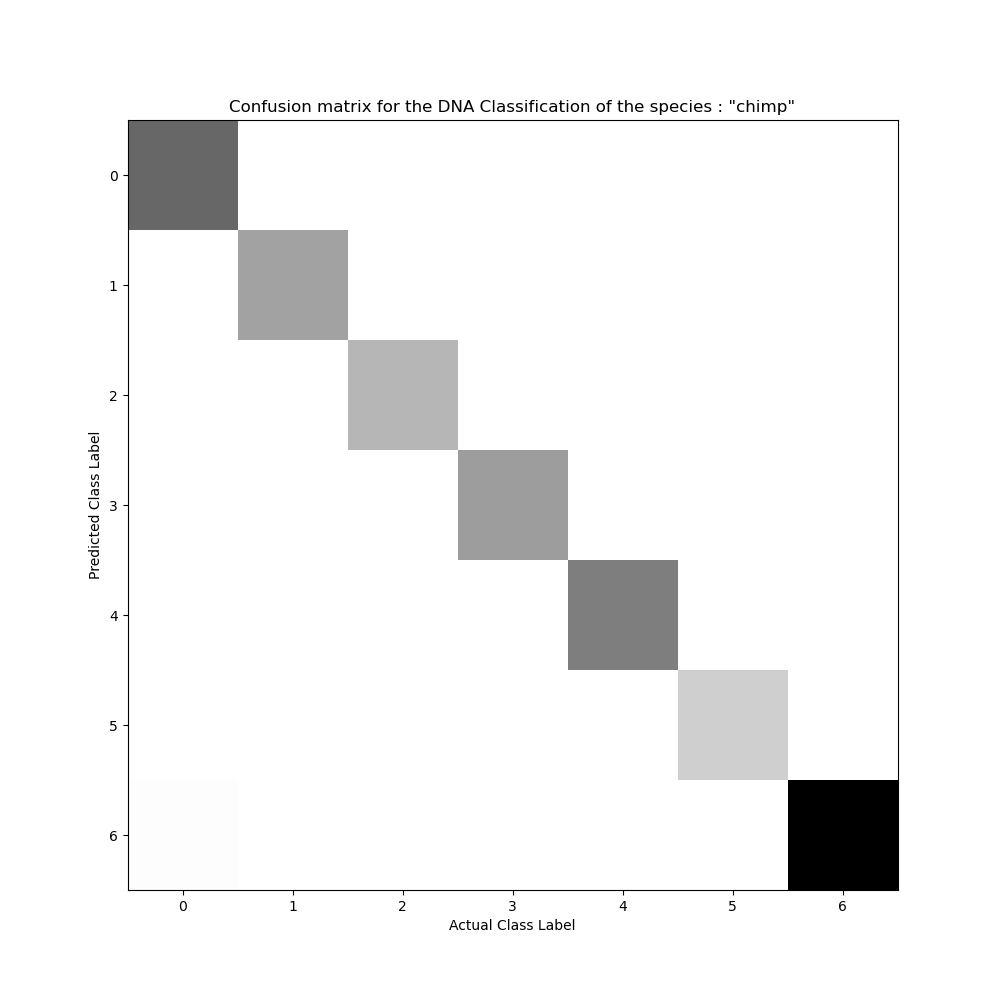 Confusion matrix for the DNA Classification of the species : "chimp"
Predicted Class Label
0
1
2
3
4
5
6
0 1 2 3 4 5 6
Actual Class Label